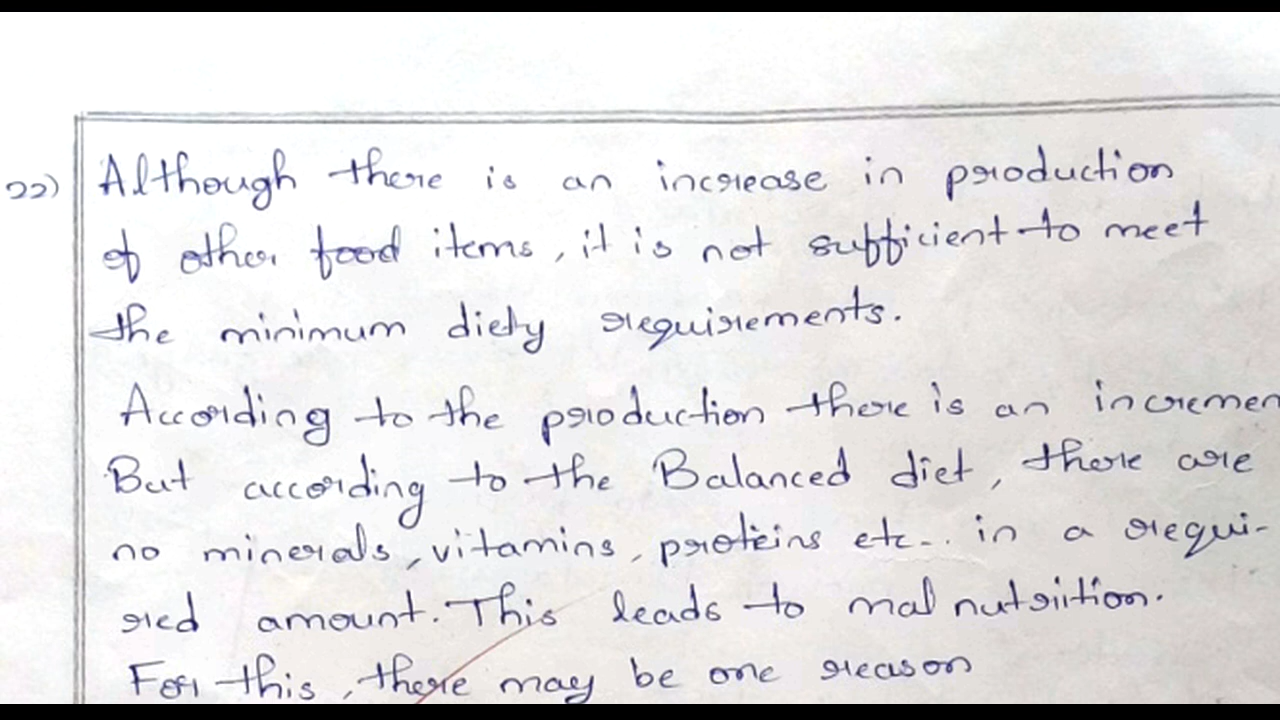 22) Although there is an increase in production
of other food items, it is not sufficient to meet
the minimum diety requirements.
According to the production there is an incremen
But according to the Balanced diet, there are
no minerals, vitamins, proteins etc.. in a requi-
red amount. This leads to mal nutrition.
For this, there may be one reason